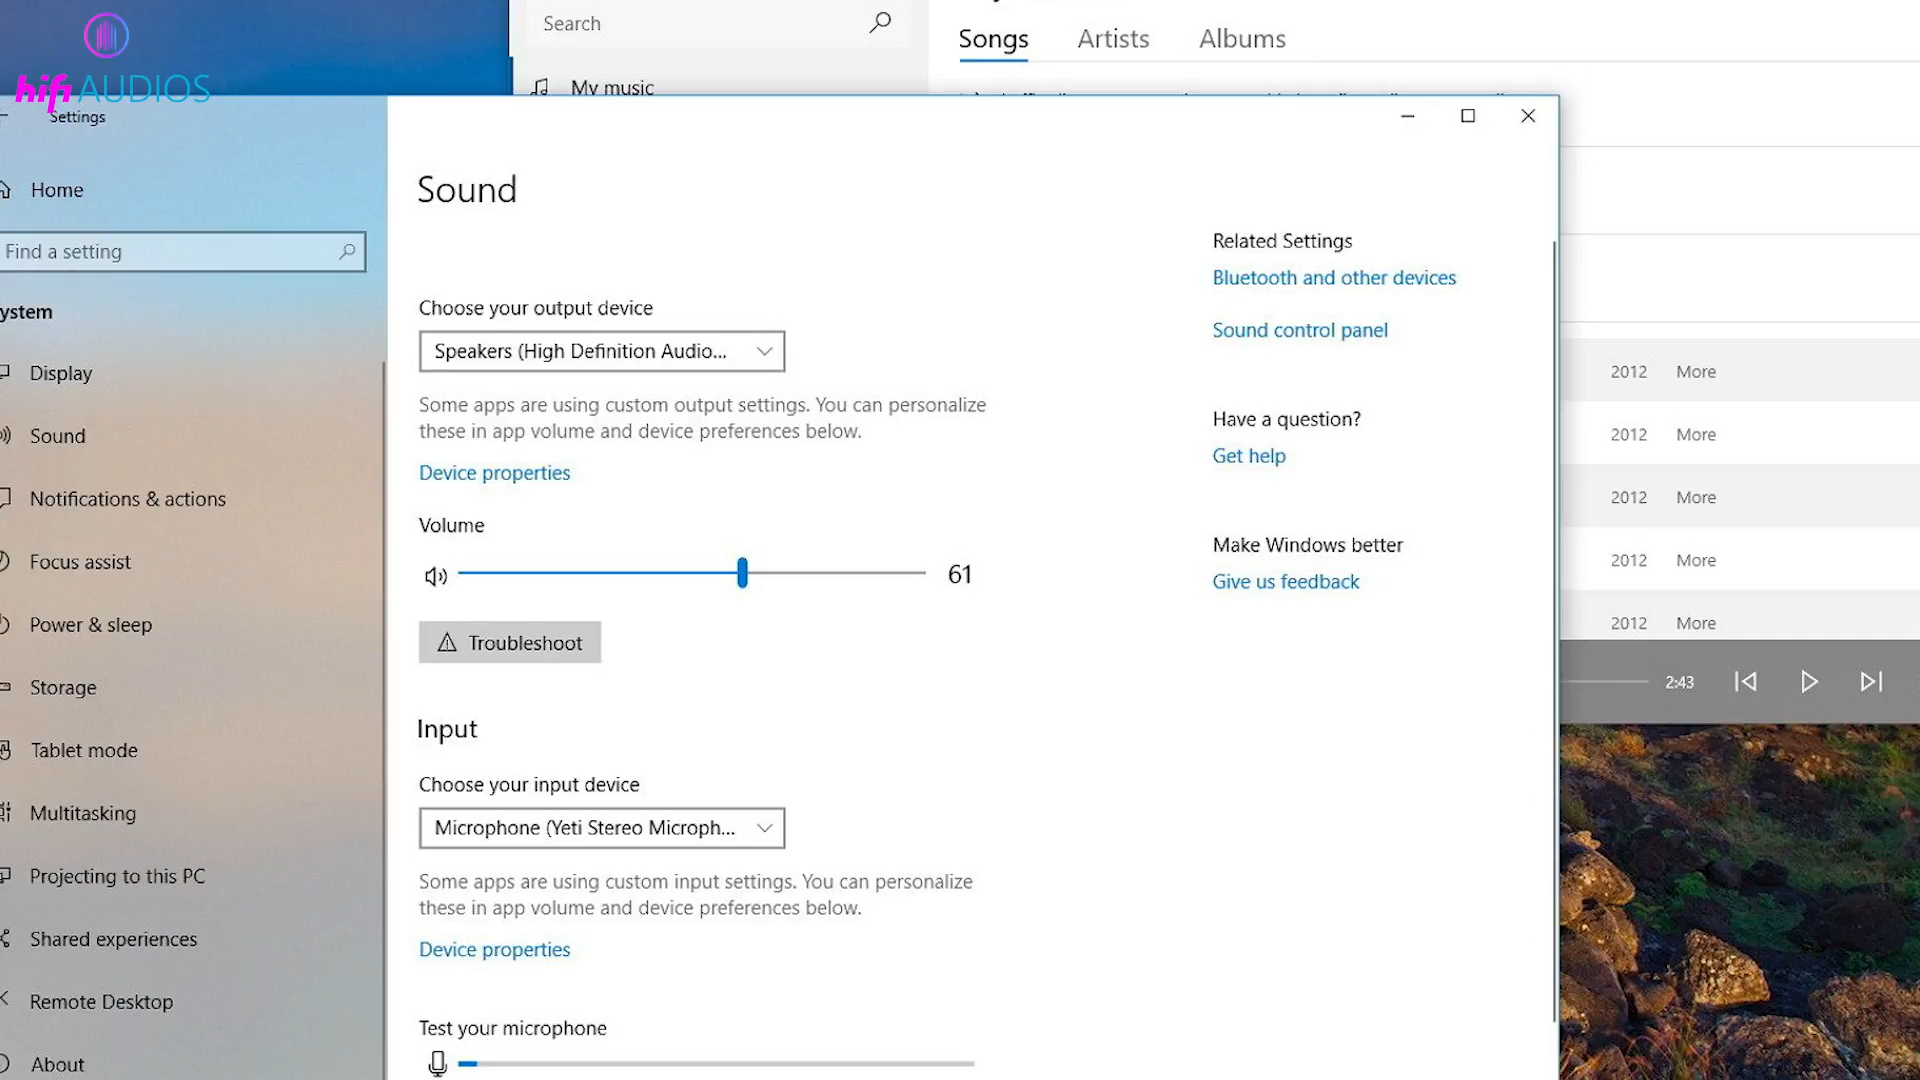 hifi AUDIOS
Search
My music
Songs
Artists
Albums
Settings
Home
Find a setting
ystem
Display
Sound
Notifications & actions
Focus assist
Power & sleep
Storage
Tablet mode
Multitasking
Projecting to this PC
Shared experiences
Remote Desktop
About
Sound
Choose your output device
Speakers (High Definition Audio...
Some apps are using custom output settings. You can personalize
these in app volume and device preferences below.
Device properties
Volume
61
Troubleshoot
Input
Choose your input device
Microphone (Yeti Stereo Microph...
Some apps are using custom input settings. You can personalize
these in app volume and device preferences below.
Device properties
Test your microphone
Related Settings
Bluetooth and other devices
Sound control panel
Have a question?
Get help
Make Windows better
Give us feedback
2012 More
2012 More
2012 More
2012 More
2012 More
2:43